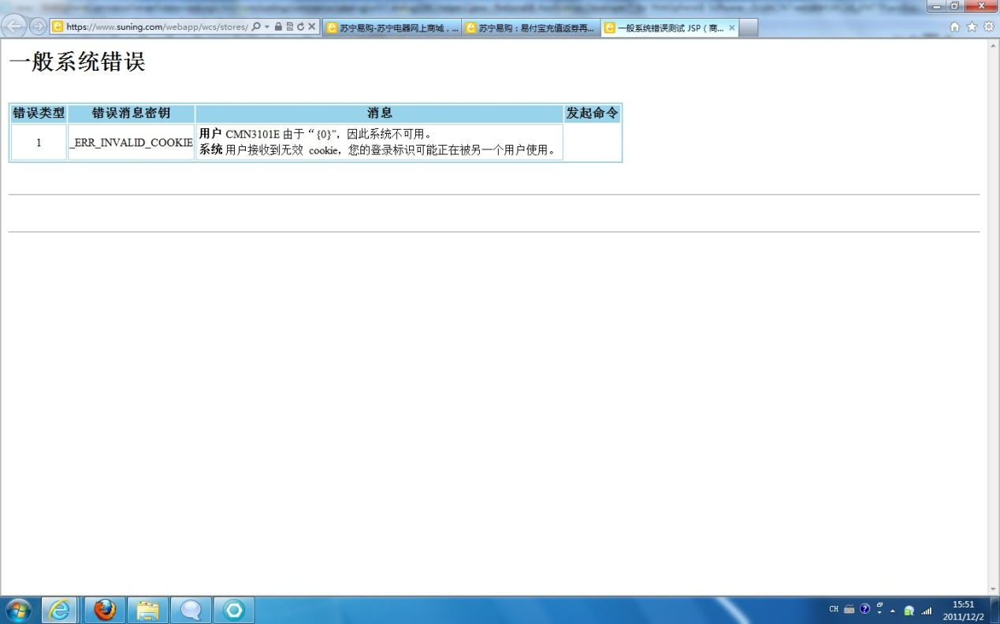 https://www.suning.com/webapp/wcs/stores/
苏宁易购-苏宁电器网上商城，...
苏宁易购：易付宝充值返券再...
一般系统错误测试 JSP（商...
一般系统错误
错误类型 错误消息密钥 消息 发起命令
1 _ERR_INVALID_COOKIE
用户 CMN3101E 由于“{0}”，因此系统不可用。
系统 用户接收到无效 cookie，您的登录标识可能正在被另一个用户使用。
CH
15:51
2011/12/2